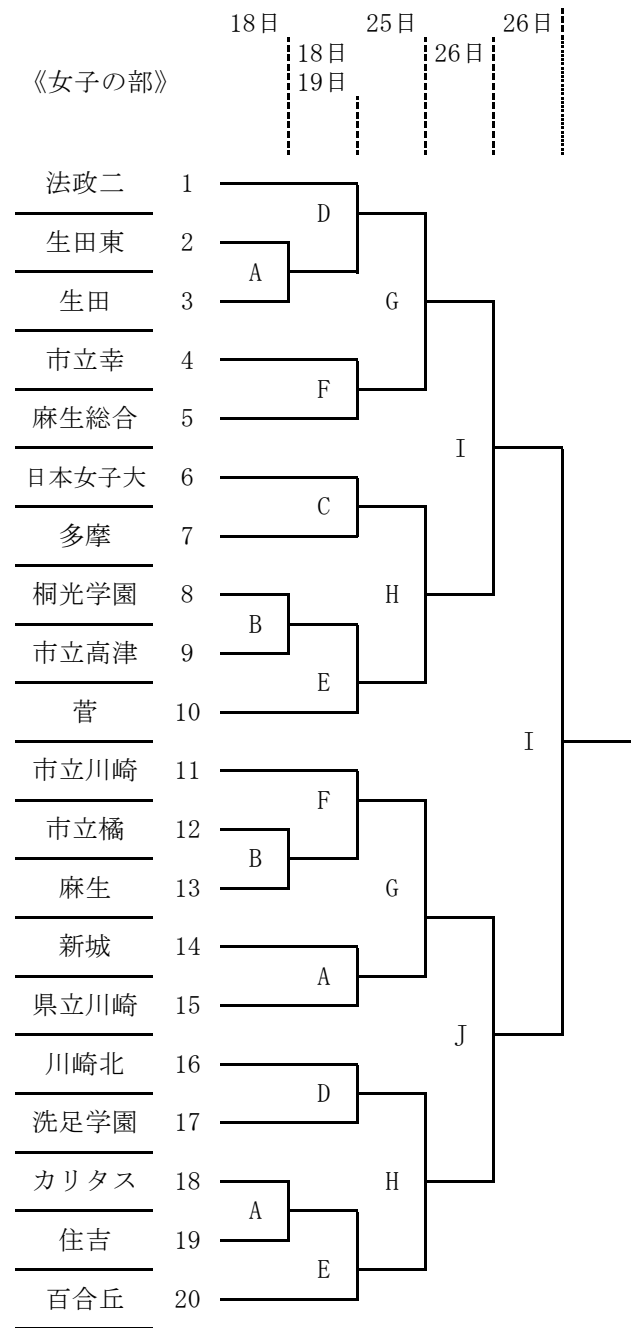 18日 25日 26日
18日 26日
《女子の部》 19日
法政二 1
D
生田東 2
A
生田 3 G
市立幸 4
F
麻生総合 5
I
日本女子大 6
C
多摩 7
桐光学園 8 H
B
市立高津 9
E
菅 10
I
市立川崎 11
F
市立橘 12
B
麻生 13 G
新城 14
A
県立川崎 15
J
川崎北 16
D
洗足学園 17
カリタス 18 H
A
住吉 19
E
百合丘 20